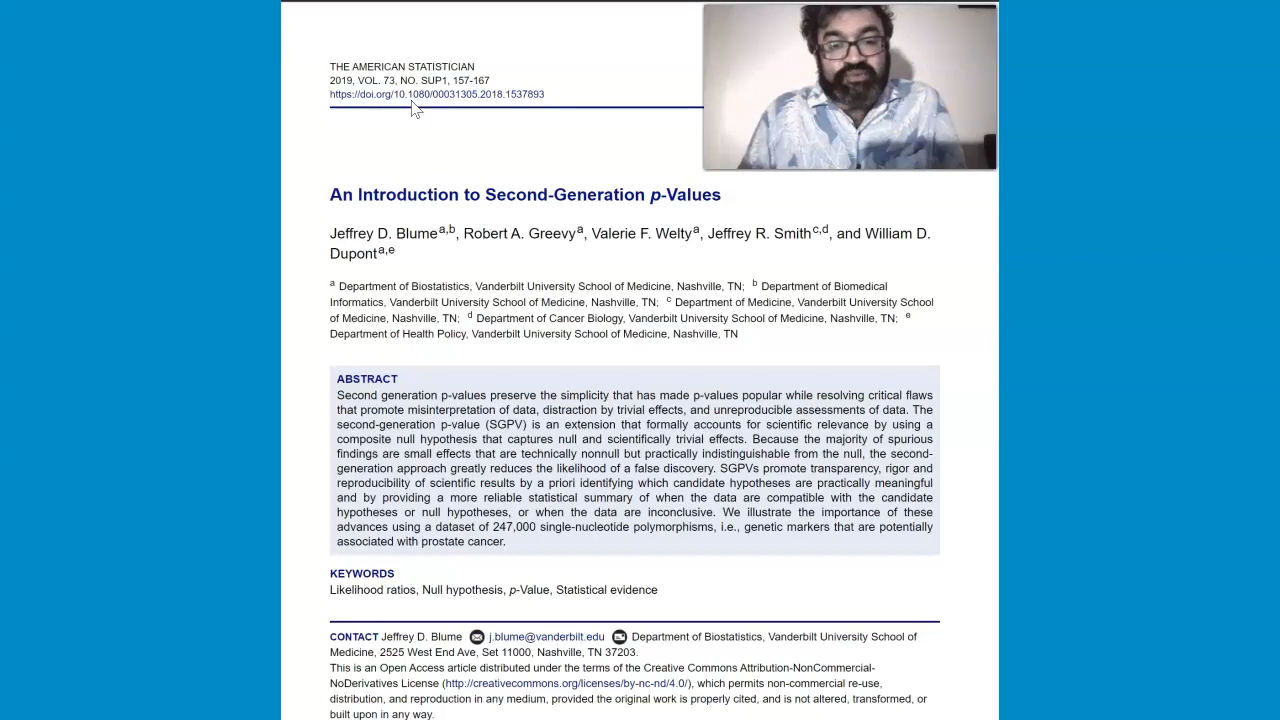 THE AMERICAN STATISTICIAN
2019, VOL. 73, NO. SUP1, 157-167
https://doi.org/10.1080/00031305.2018.1537893
An Introduction to Second-Generation p-Values
Jeffrey D. Blumea,b, Robert A. Greevya, Valerie F. Weltya, Jeffrey R. Smithc,d, and William D.
Duponta,e
a Department of Biostatistics, Vanderbilt University School of Medicine, Nashville, TN; b Department of Biomedical
Informatics, Vanderbilt University School of Medicine, Nashville, TN; c Department of Medicine, Vanderbilt University School
of Medicine, Nashville, TN; d Department of Cancer Biology, Vanderbilt University School of Medicine, Nashville, TN; e
Department of Health Policy, Vanderbilt University School of Medicine, Nashville, TN
ABSTRACT
Second generation p-values preserve the simplicity that has made p-values popular while resolving critical flaws
that promote misinterpretation of data, distraction by trivial effects, and unreproducible assessments of data. The
second-generation p-value (SGPV) is an extension that formally accounts for scientific relevance by using a
composite null hypothesis that captures null and scientifically trivial effects. Because the majority of spurious
findings are small effects that are technically nonnull but practically indistinguishable from the null, the second-
generation approach greatly reduces the likelihood of a false discovery. SGPVs promote transparency, rigor and
reproducibility of scientific results by a priori identifying which candidate hypotheses are practically meaningful
and by providing a more reliable statistical summary of when the data are compatible with the candidate
hypotheses or null hypotheses, or when the data are inconclusive. We illustrate the importance of these
advances using a dataset of 247,000 single-nucleotide polymorphisms, i.e., genetic markers that are potentially
associated with prostate cancer.
KEYWORDS
Likelihood ratios, Null hypothesis, p-Value, Statistical evidence
CONTACT Jeffrey D. Blume j.blume@vanderbilt.edu Department of Biostatistics, Vanderbilt University School of
Medicine, 2525 West End Ave, Set 11000, Nashville, TN 37203.
This is an Open Access article distributed under the terms of the Creative Commons Attribution-NonCommercial-
NoDerivatives License (http://creativecommons.org/licenses/by-nc-nd/4.0/), which permits non-commercial re-use,
distribution, and reproduction in any medium, provided the original work is properly cited, and is not altered, transformed, or
built upon in any way.